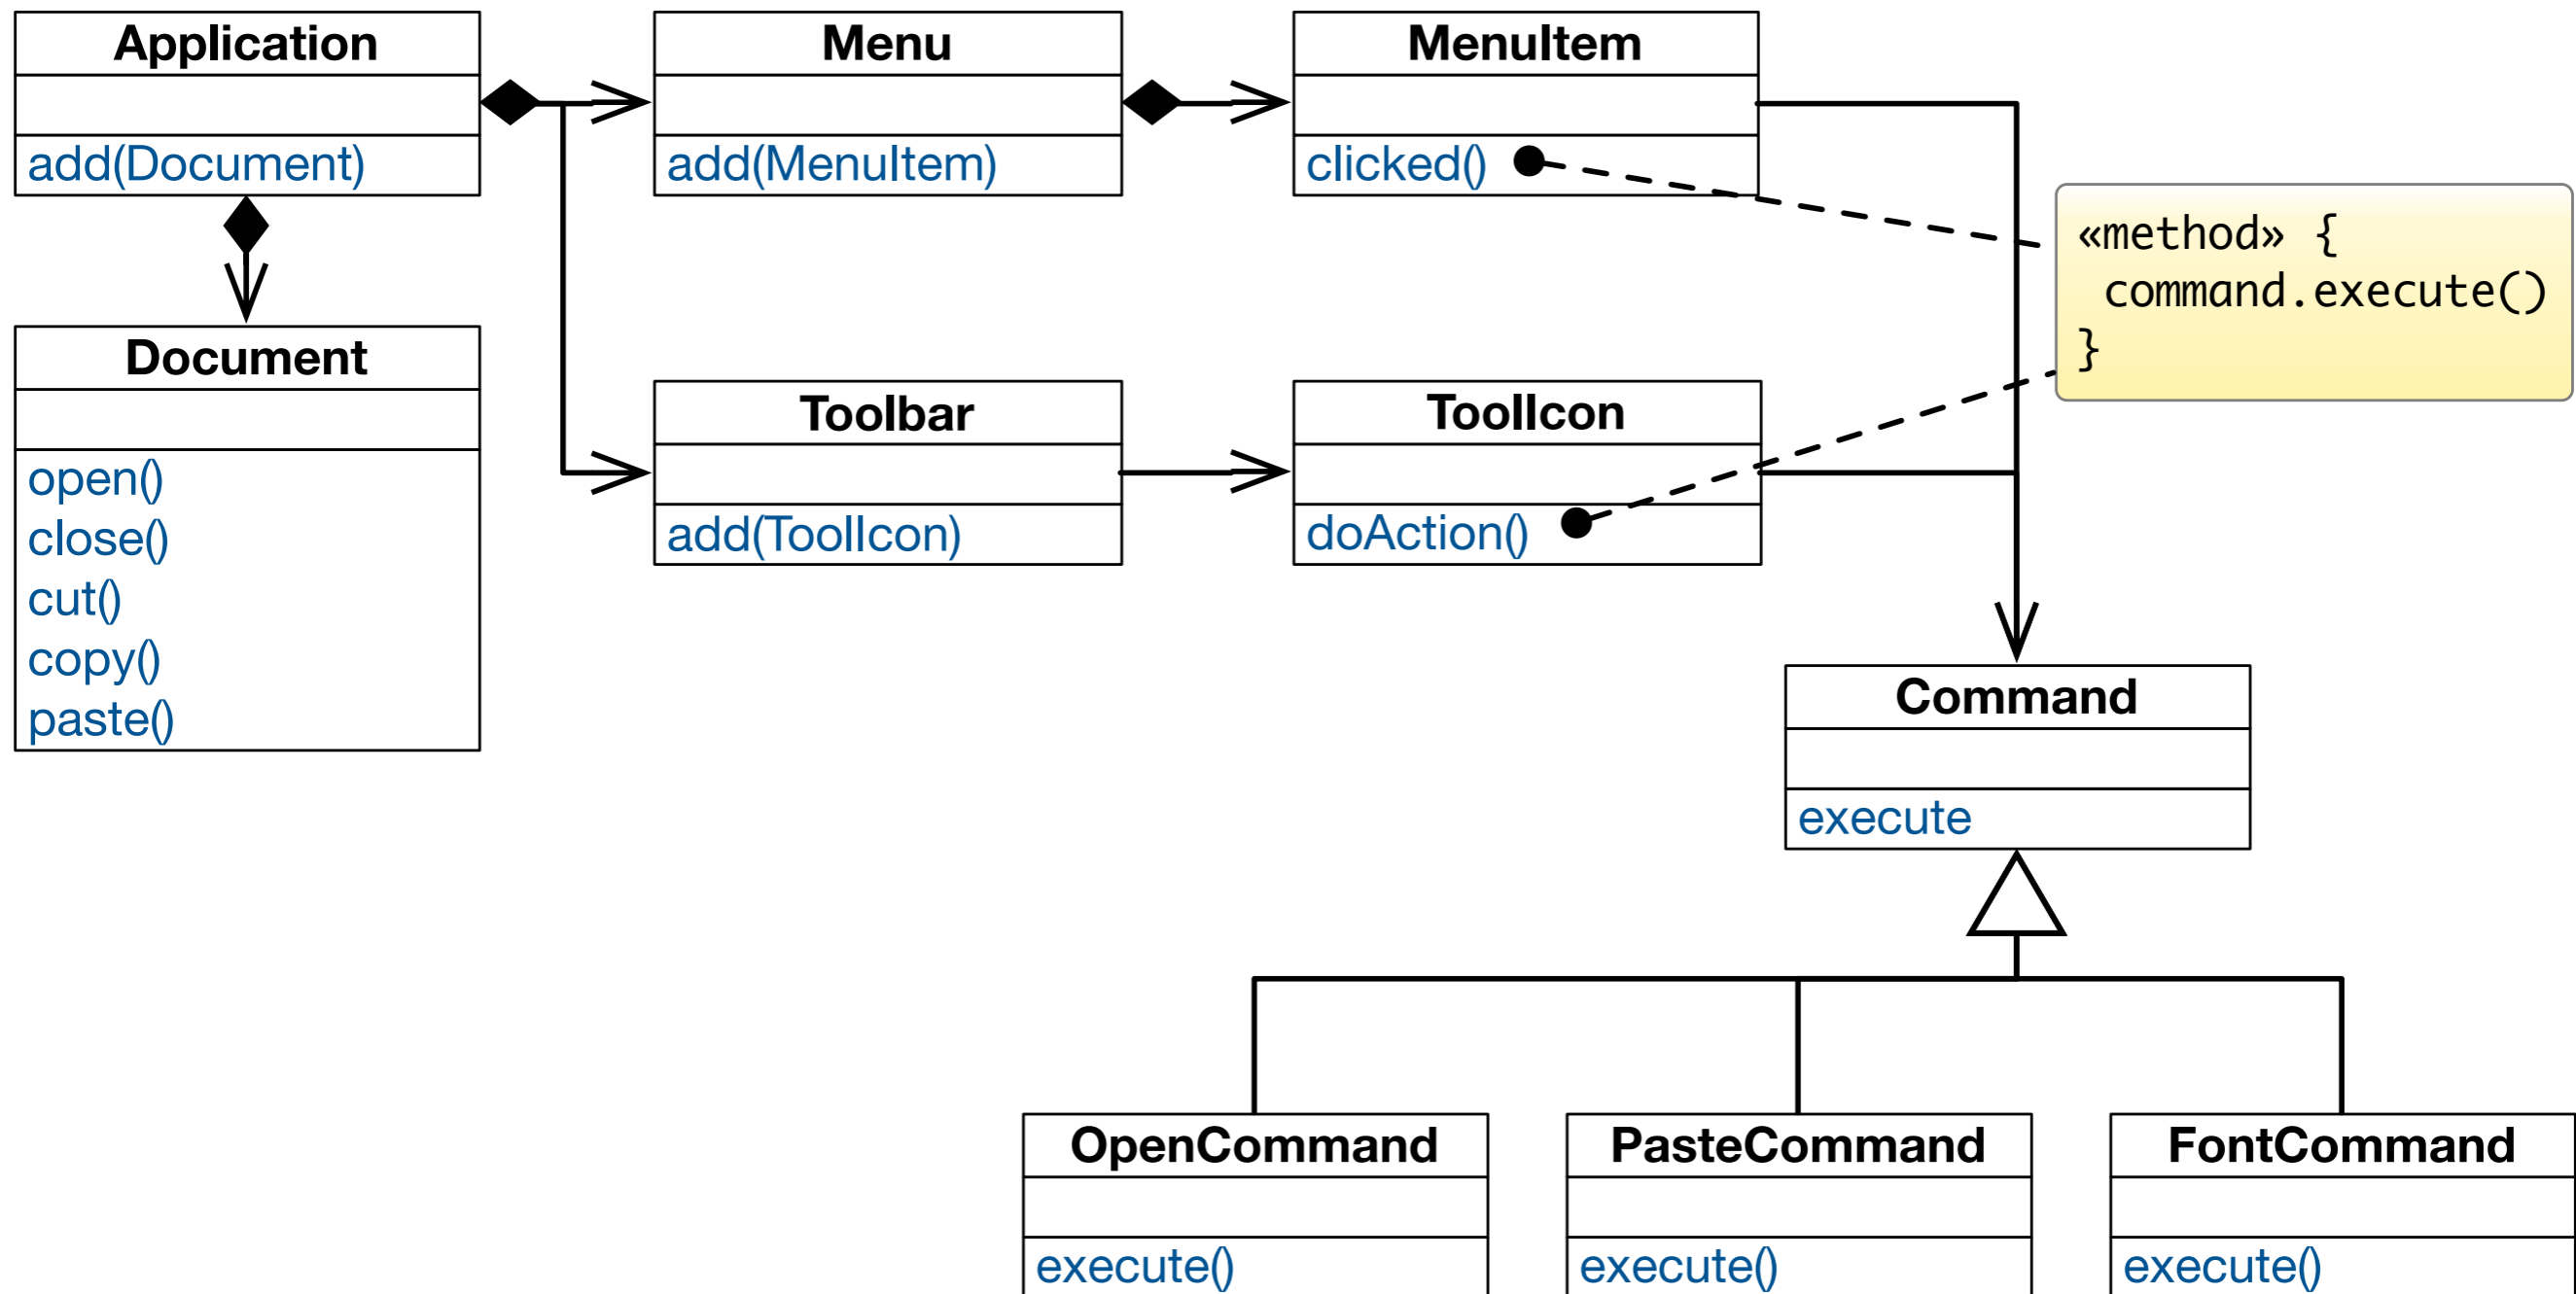 Application
add(Document)
Menu
add(MenuItem)
MenuItem
clicked()
«method» {
command.execute()
}
Document
open()
close()
cut()
copy()
paste()
Toolbar
add(ToolIcon)
ToolIcon
doAction()
Command
execute
OpenCommand
execute()
PasteCommand
execute()
FontCommand
execute()